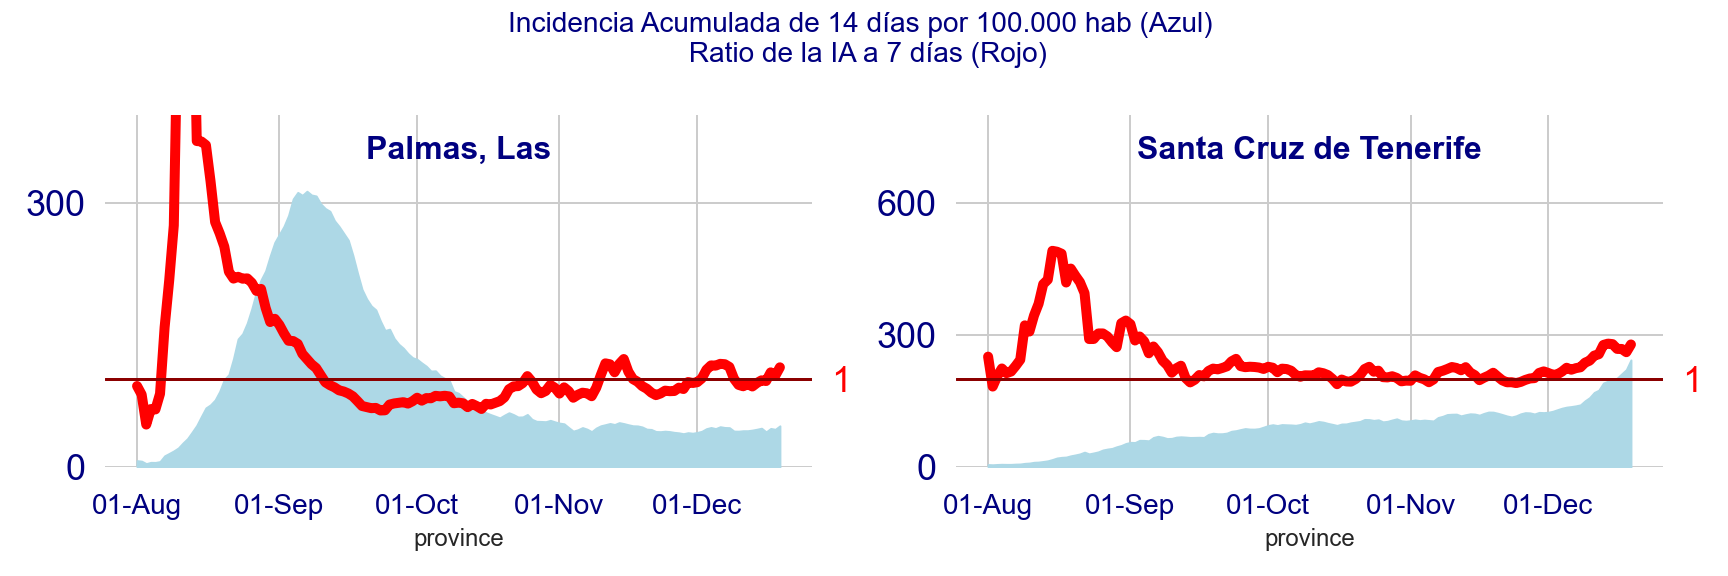 Incidencia Acumulada de 14 días por 100.000 hab (Azul)
Ratio de la IA a 7 días (Rojo)
Palmas, Las
300
0
1
01-Aug 01-Sep 01-Oct 01-Nov 01-Dec
province
Santa Cruz de Tenerife
600
300
0
1
01-Aug 01-Sep 01-Oct 01-Nov 01-Dec
province